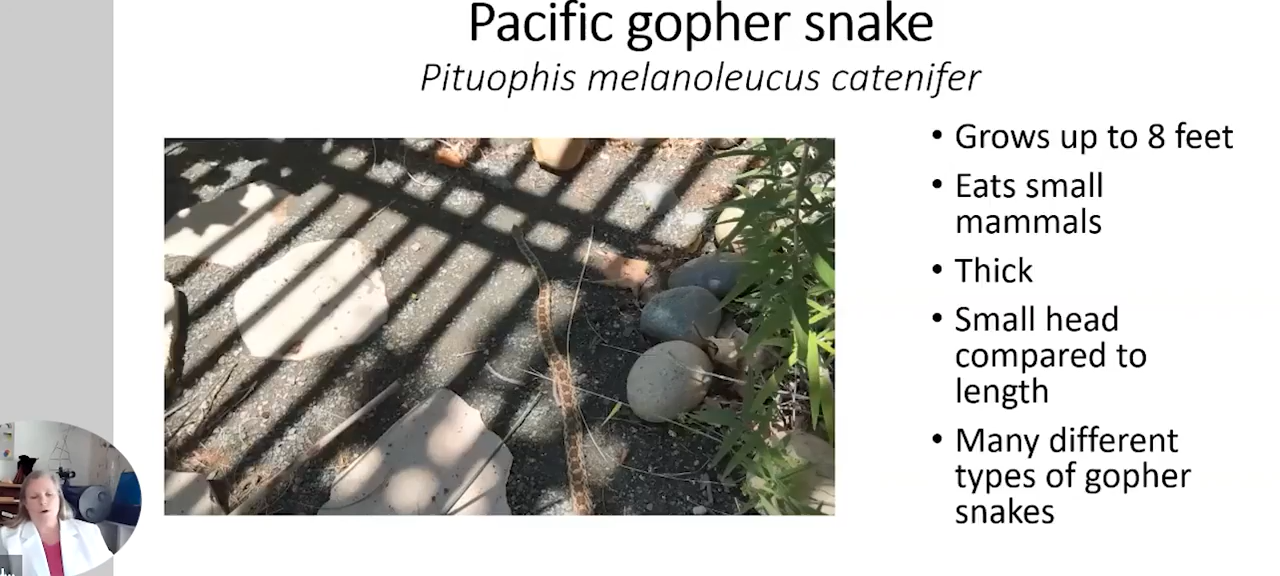 Pacific gopher snake
Pituophis melanoleucus catenifer
• Grows up to 8 feet
• Eats small
mammals
• Thick
• Small head
compared to
length
• Many different
types of gopher
snakes